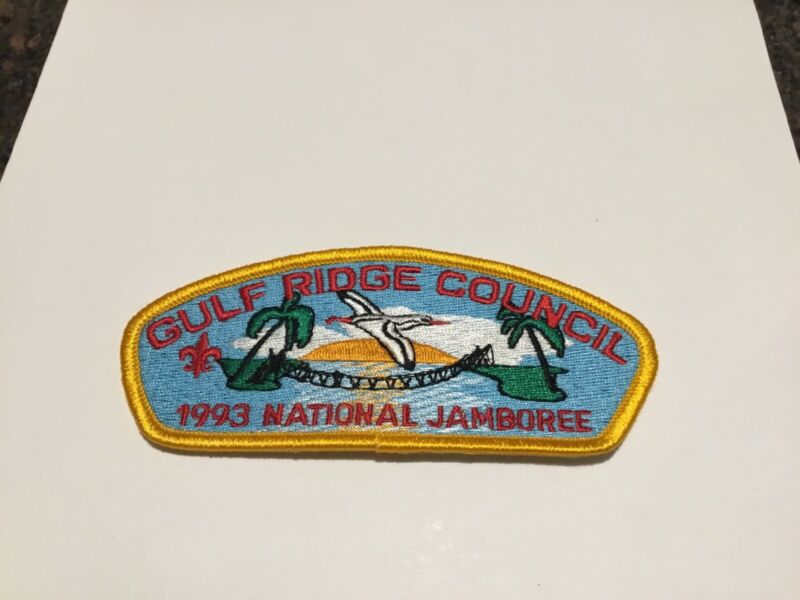 GULF RIDGE COUNCIL
1993 NATIONAL JAMBOREE